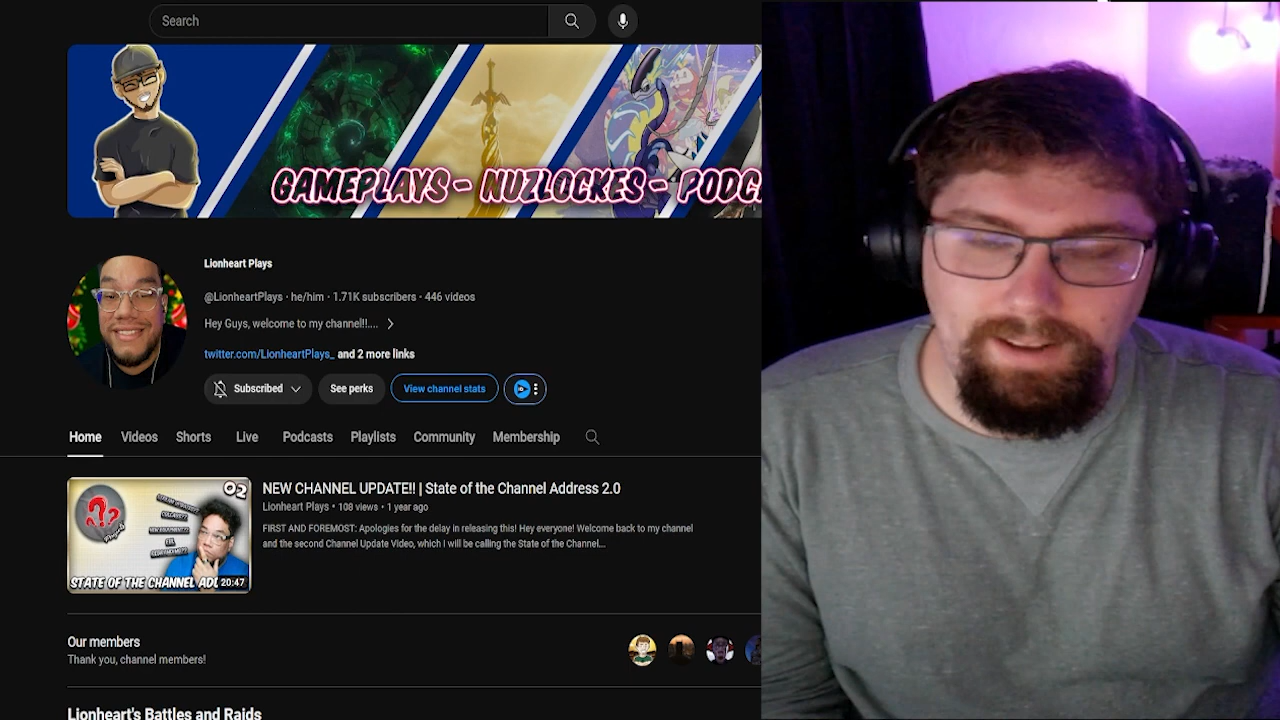 Search
GAMEPLAYS - NUZLOCKES -
Lionheart Plays
@LionheartPlays · he/him · 1.71K subscribers · 446 videos
Hey Guys, welcome to my channel!!....
twitter.com/LionheartPlays_ and 2 more links
Subscribed See perks View channel stats
Home Videos Shorts Live Podcasts Playlists Community Membership
NEW CHANNEL UPDATE!! | State of the Channel Address 2.0
Lionheart Plays • 108 views • 1 year ago
FIRST AND FOREMOST: Apologies for the delay in releasing this! Hey everyone! Welcome back to my channel
and the second Channel Update Video, which I will be calling the State of the Channel...
02
??
STATE OF THE CHANNEL
20:47
Our members
Thank you, channel members!
Lionheart's Battles and Raids